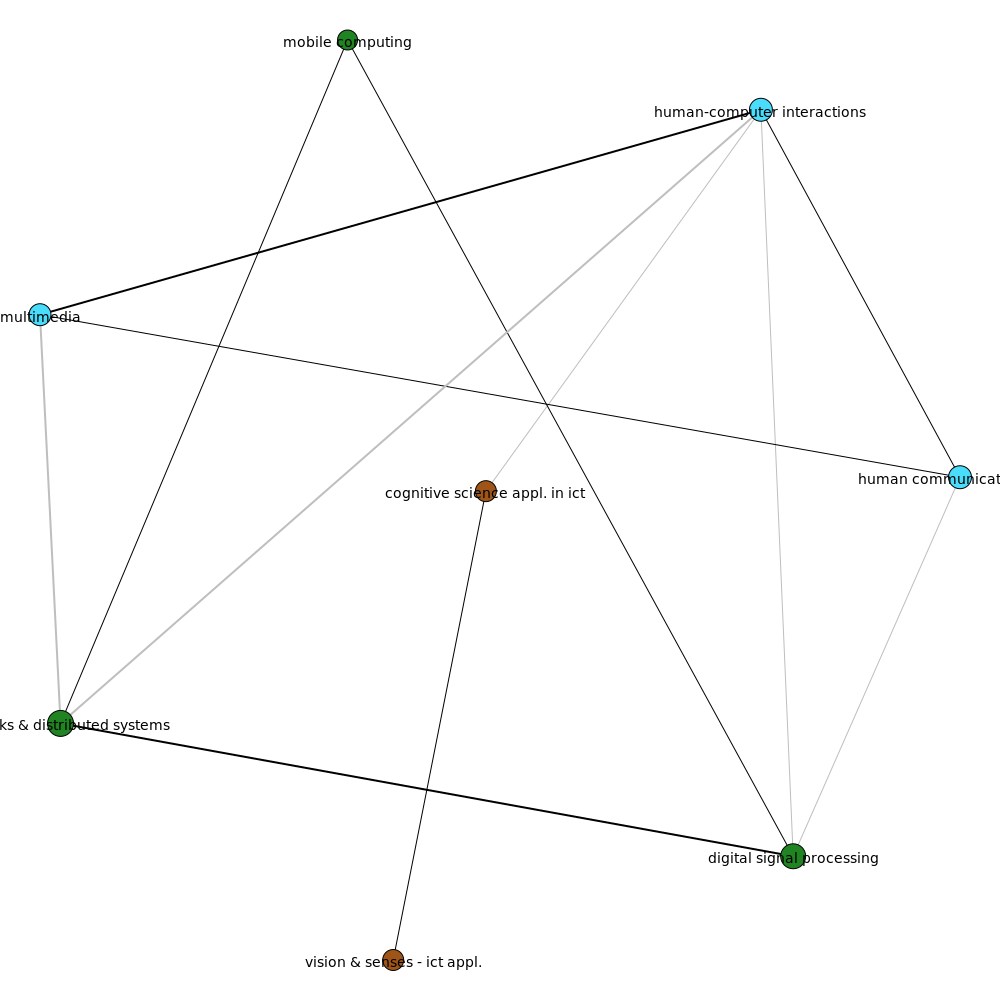 mobile computing
human-computer interactions
multimedia
human communicat
cognitive science appl. in ict
ks & distributed systems
digital signal processing
vision & senses - ict appl.